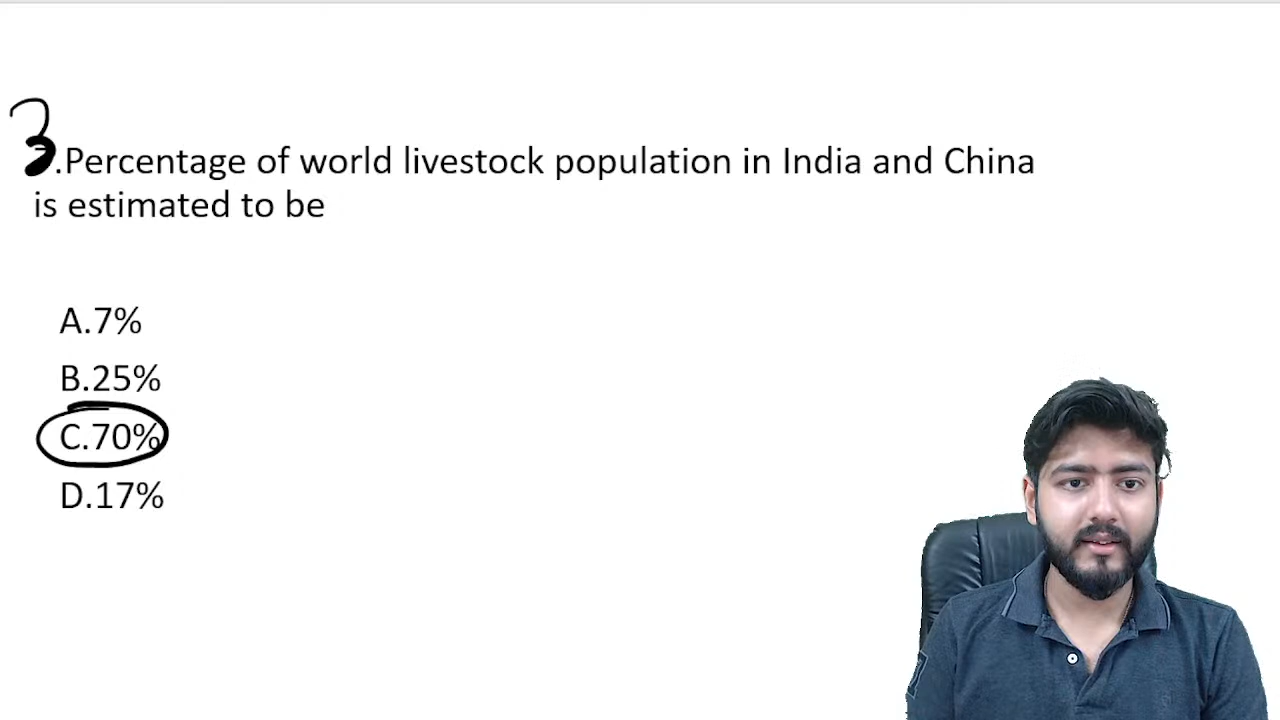 3.Percentage of world livestock population in India and China
is estimated to be
A.7%
B.25%
C.70%
D.17%